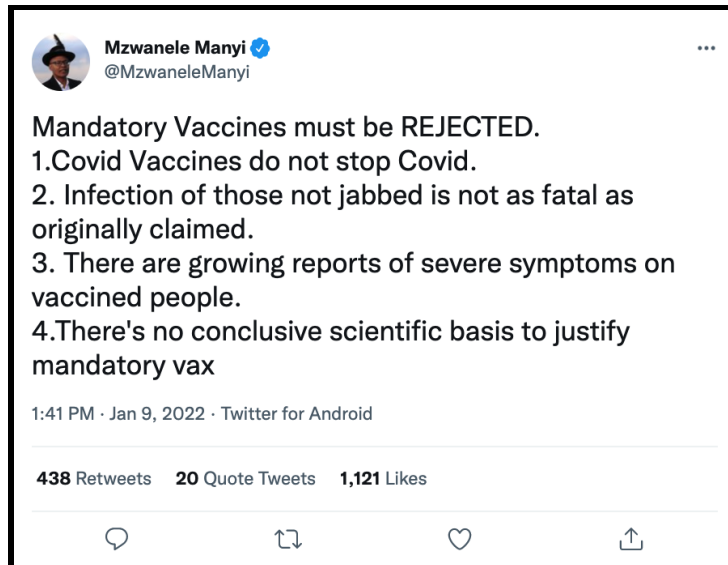 Mzwanele Manyi
@MzwaneleManyi
Mandatory Vaccines must be REJECTED.
1.Covid Vaccines do not stop Covid.
2. Infection of those not jabbed is not as fatal as
originally claimed.
3. There are growing reports of severe symptoms on
vaccined people.
4.There's no conclusive scientific basis to justify
mandatory vax
1:41 PM · Jan 9, 2022 · Twitter for Android
438 Retweets 20 Quote Tweets 1,121 Likes